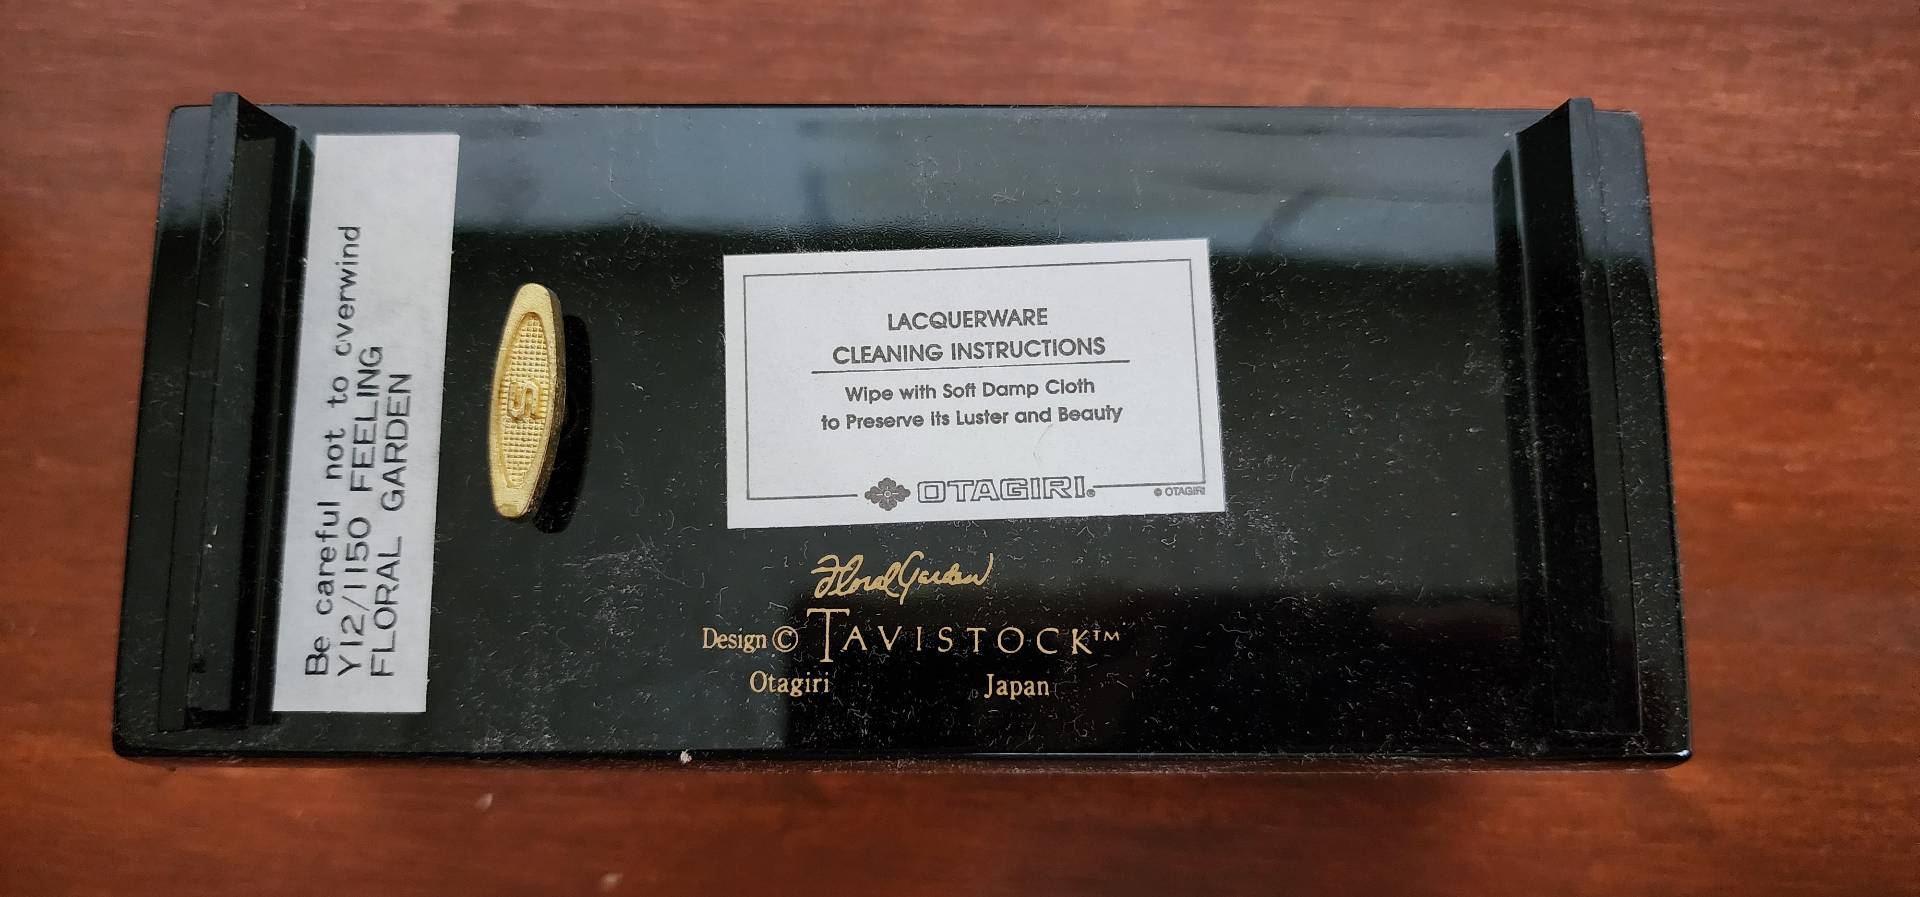 Be careful not to overwind
Y12/1150 FEELING
FLORAL GARDEN
S
LACQUERWARE
CLEANING INSTRUCTIONS
Wipe with Soft Damp Cloth
to Preserve its Luster and Beauty
OTAGIRI®
© OTAGIRI
Floral Garden
Design © TAVISTOCK™
Otagiri Japan